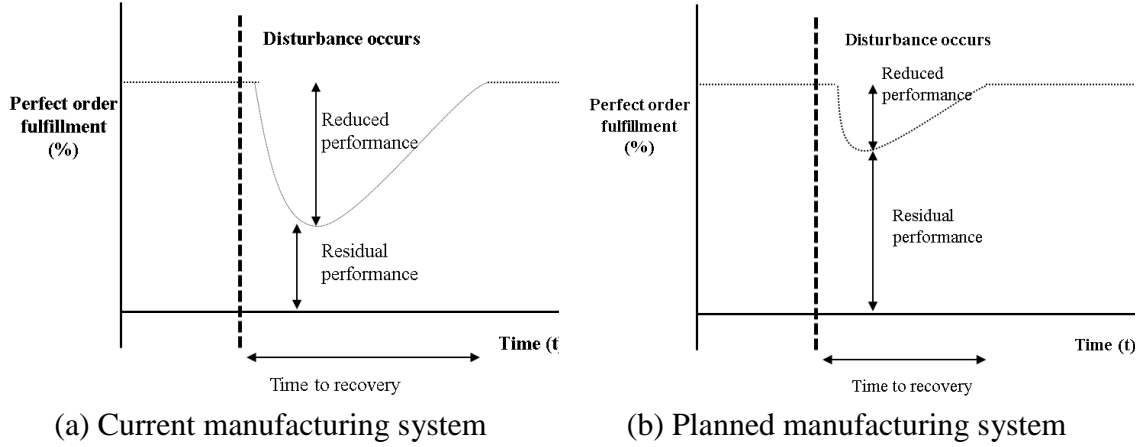 Disturbance occurs
Perfect order
fulfillment
(%)
Reduced
performance
Residual
performance
Time (t)
Time to recovery
(a) Current manufacturing system
Disturbance occurs
Perfect order
fulfillment
(%)
Reduced
performance
Residual
performance
Time (t)
Time to recovery
(b) Planned manufacturing system